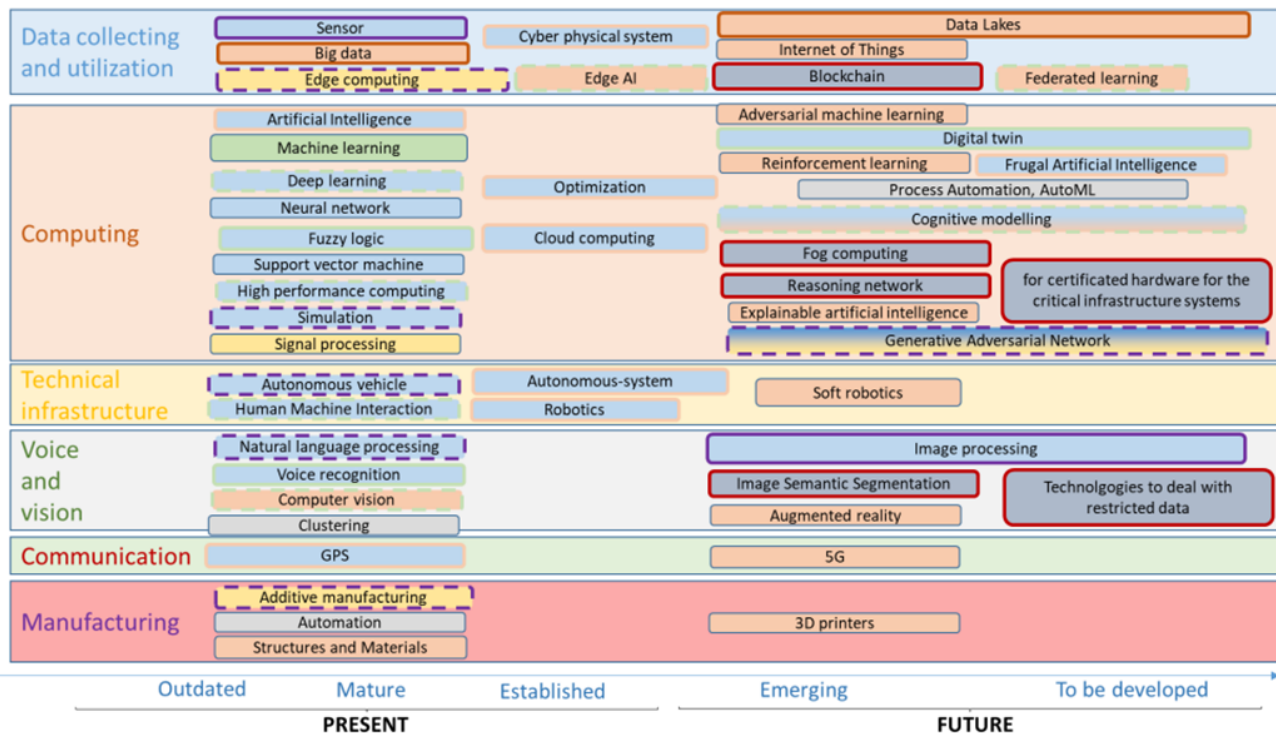 Data collecting
and utilization
Sensor
Big data
Edge computing
Cyber physical system
Edge AI
Data Lakes
Internet of Things
Blockchain
Federated learning
Computing
Artificial Intelligence
Machine learning
Deep learning
Neural network
Fuzzy logic
Support vector machine
High performance computing
Simulation
Signal processing
Optimization
Cloud computing
Adversarial machine learning
Digital twin
Reinforcement learning
Frugal Artificial Intelligence
Process Automation, AutoML
Cognitive modelling
Fog computing
Reasoning network
Explainable artificial intelligence
Generative Adversarial Network
for certificated hardware for the
critical infrastructure systems
Technical
infrastructure
Autonomous vehicle
Human Machine Interaction
Autonomous-system
Robotics
Soft robotics
Voice
and
vision
Natural language processing
Voice recognition
Computer vision
Clustering
Image processing
Image Semantic Segmentation
Augmented reality
Technolgogies to deal with
restricted data
Communication
GPS
5G
Manufacturing
Additive manufacturing
Automation
Structures and Materials
3D printers
Outdated
Mature
Established
Emerging
To be developed
PRESENT
FUTURE